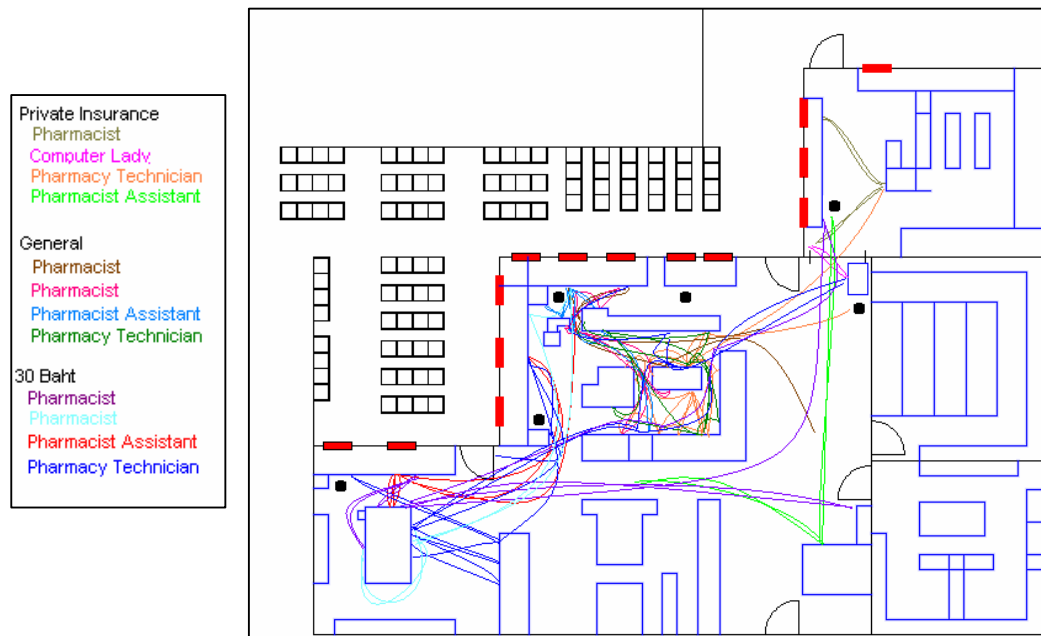 Private Insurance
Pharmacist
Computer Lady
Pharmacy Technician
Pharmacist Assistant
General
Pharmacist
Pharmacist
Pharmacist Assistant
Pharmacy Technician
30 Baht
Pharmacist
Pharmacist
Pharmacist Assistant
Pharmacy Technician